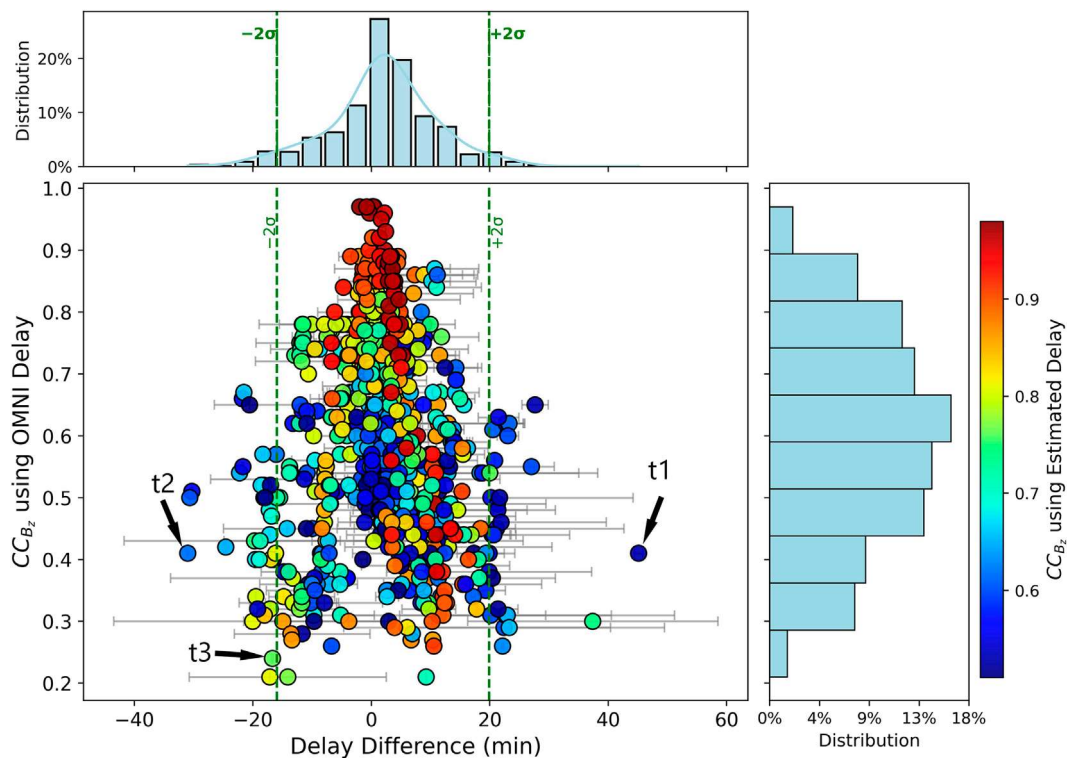 −2σ
+2σ
Distribution
20%
10%
0%
−2σ
+2σ
t1
t2
t3
CC_{B_z} using OMNI Delay
1.0
0.9
0.8
0.7
0.6
0.5
0.4
0.3
0.2
−40
−20
0
20
40
60
Delay Difference (min)
0%
4%
9%
13%
18%
Distribution
0.9
0.8
0.7
0.6
CC_{B_z} using Estimated Delay